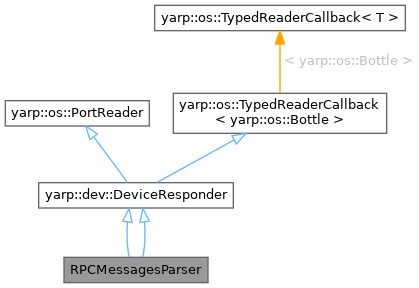 yarp::os::TypedReaderCallback< T >
< yarp::os::Bottle >
yarp::os::PortReader
yarp::os::TypedReaderCallback
< yarp::os::Bottle >
yarp::dev::DeviceResponder
RPCMessagesParser